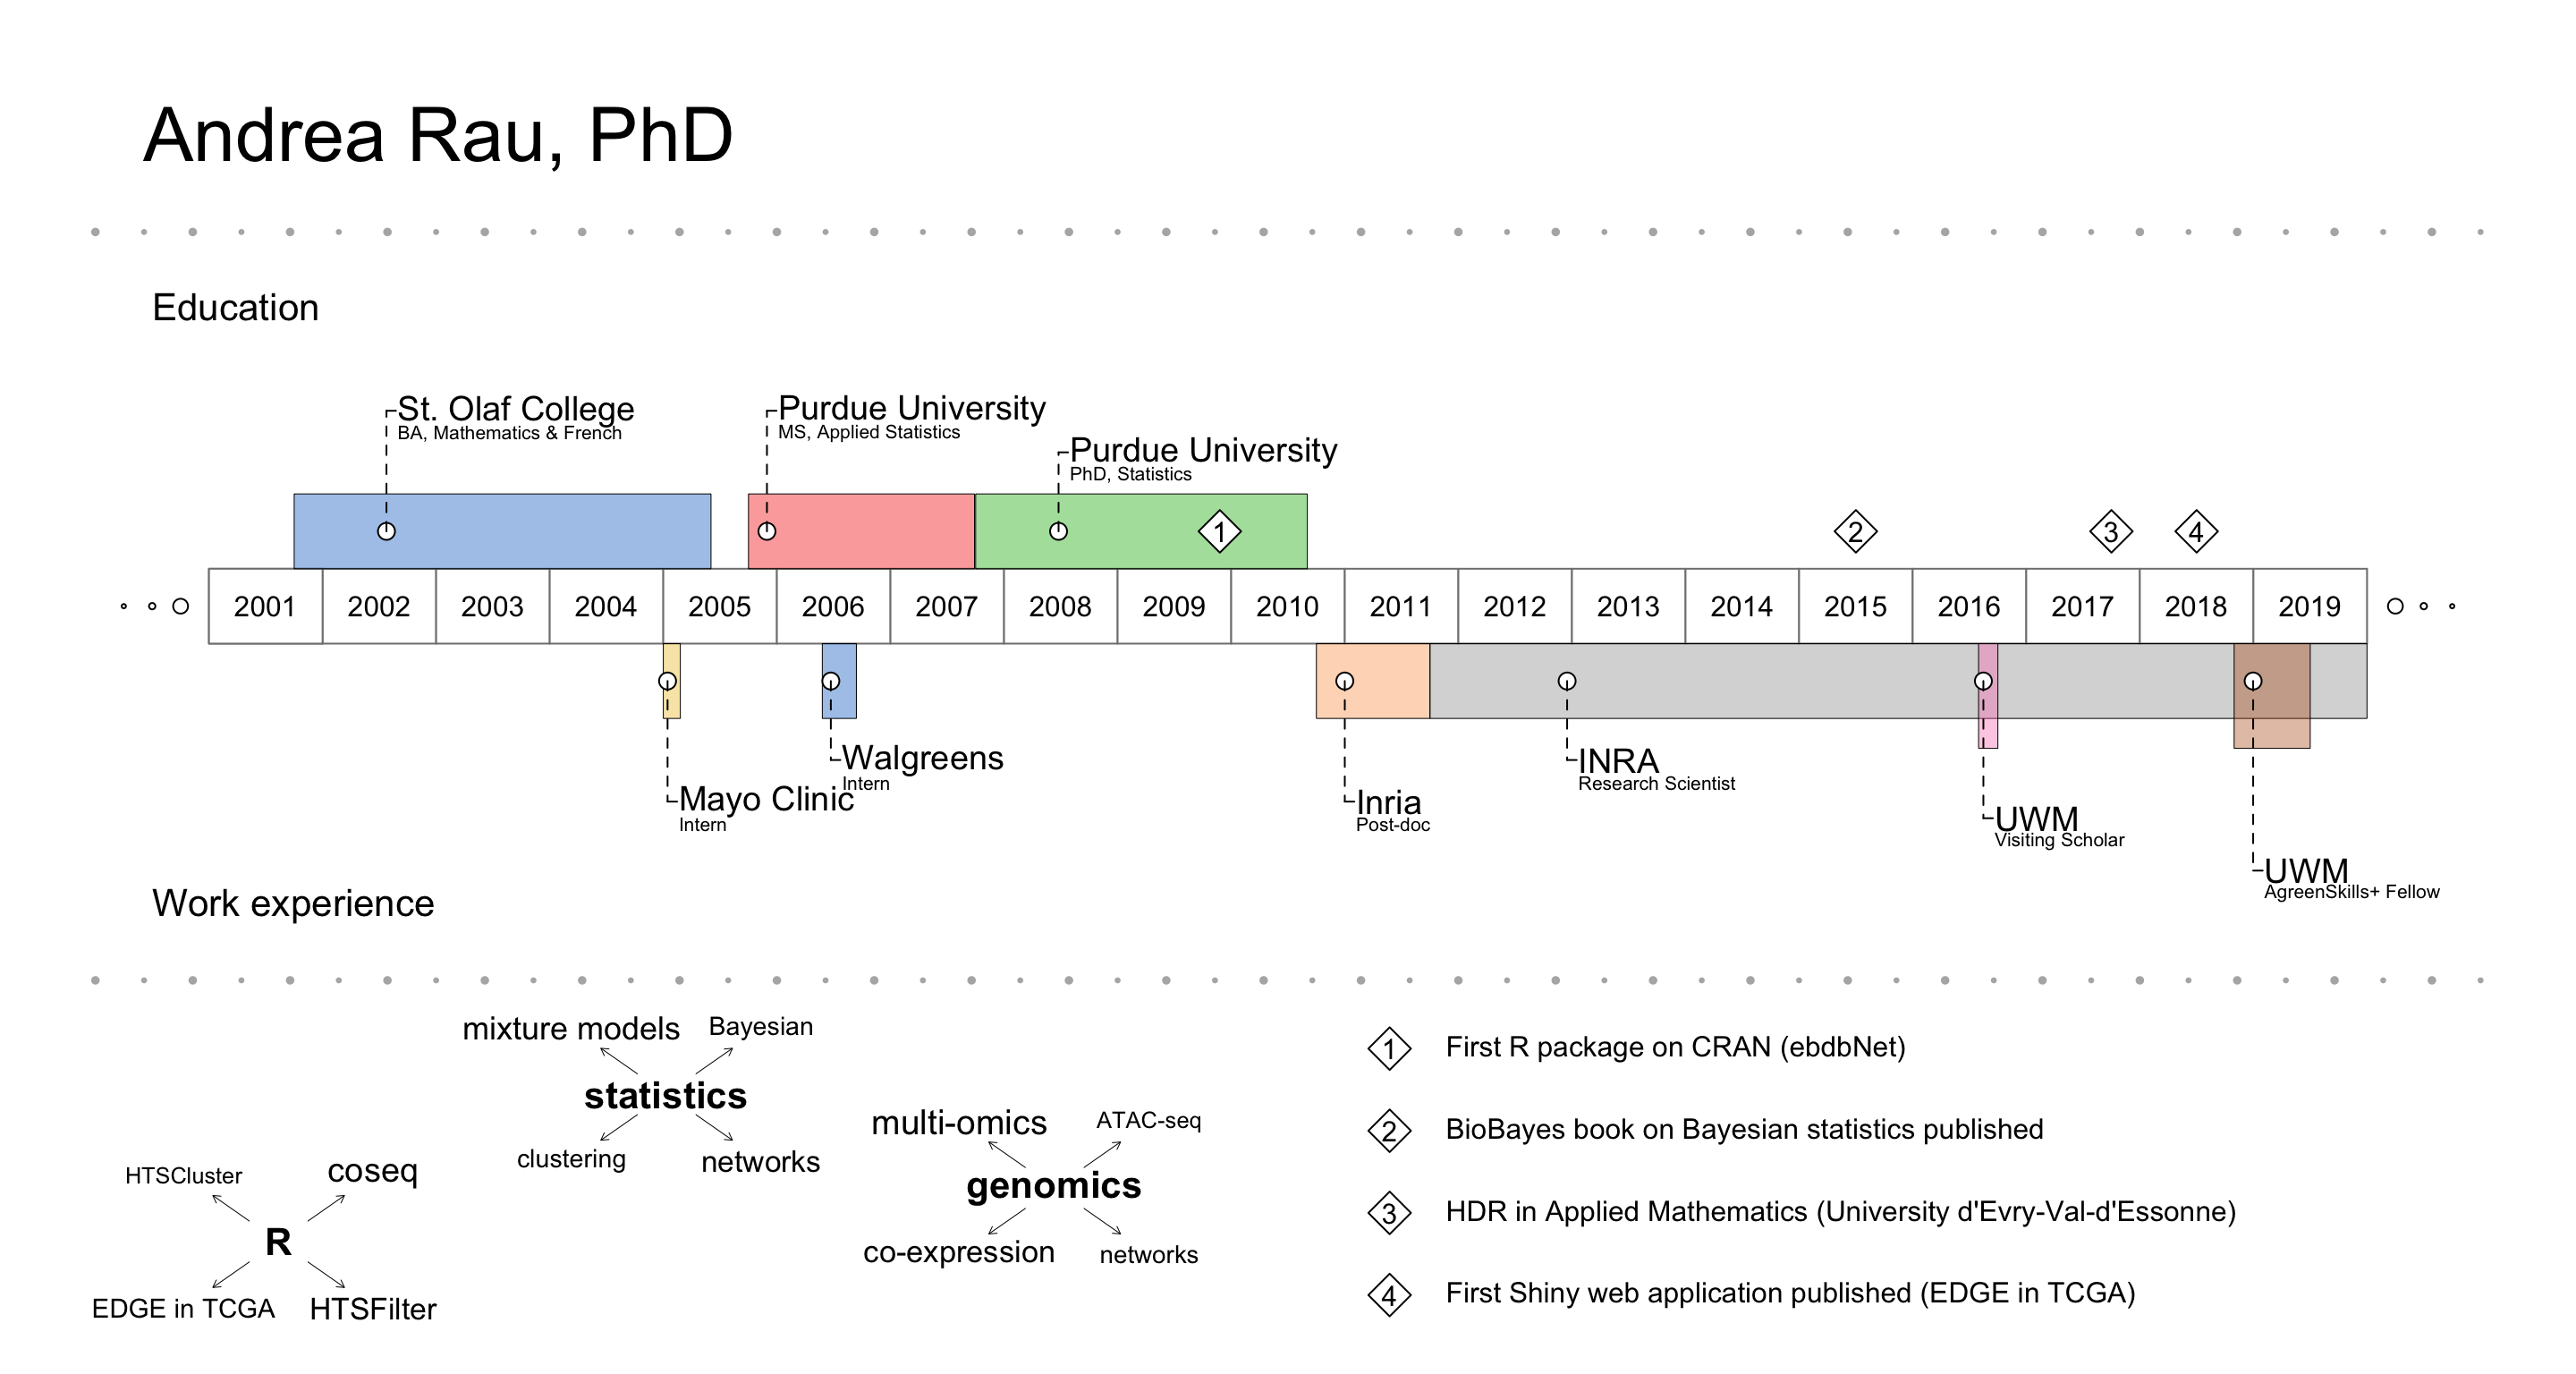 Andrea Rau, PhD
Education
St. Olaf College
BA, Mathematics & French
Purdue University
MS, Applied Statistics
Purdue University
PhD, Statistics
1
2
3
4
2001 2002 2003 2004 2005 2006 2007 2008 2009 2010 2011 2012 2013 2014 2015 2016 2017 2018 2019
Walgreens
Intern
Mayo Clinic
Intern
INRA
Research Scientist
Inria
Post-doc
UWM
Visiting Scholar
UWM
AgreenSkills+ Fellow
Work experience
mixture models Bayesian
statistics
clustering networks
multi-omics ATAC-seq
genomics
co-expression networks
HTSCluster coseq
R
EDGE in TCGA HTSFilter
1 First R package on CRAN (ebdbNet)
2 BioBayes book on Bayesian statistics published
3 HDR in Applied Mathematics (University d'Evry-Val-d'Essonne)
4 First Shiny web application published (EDGE in TCGA)